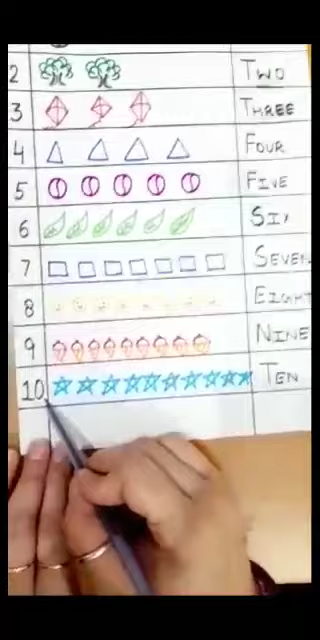 2 Two
3 Three
4 Four
5 Five
6 Six
7 Seven
8 Eight
9 Nine
10 Ten